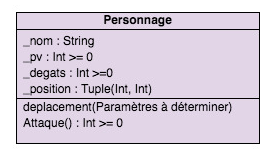 Personnage
_nom : String
_pv : Int >= 0
_degats : Int >=0
_position : Tuple(Int, Int)
deplacement(Paramètres à déterminer)
Attaque() : Int >= 0